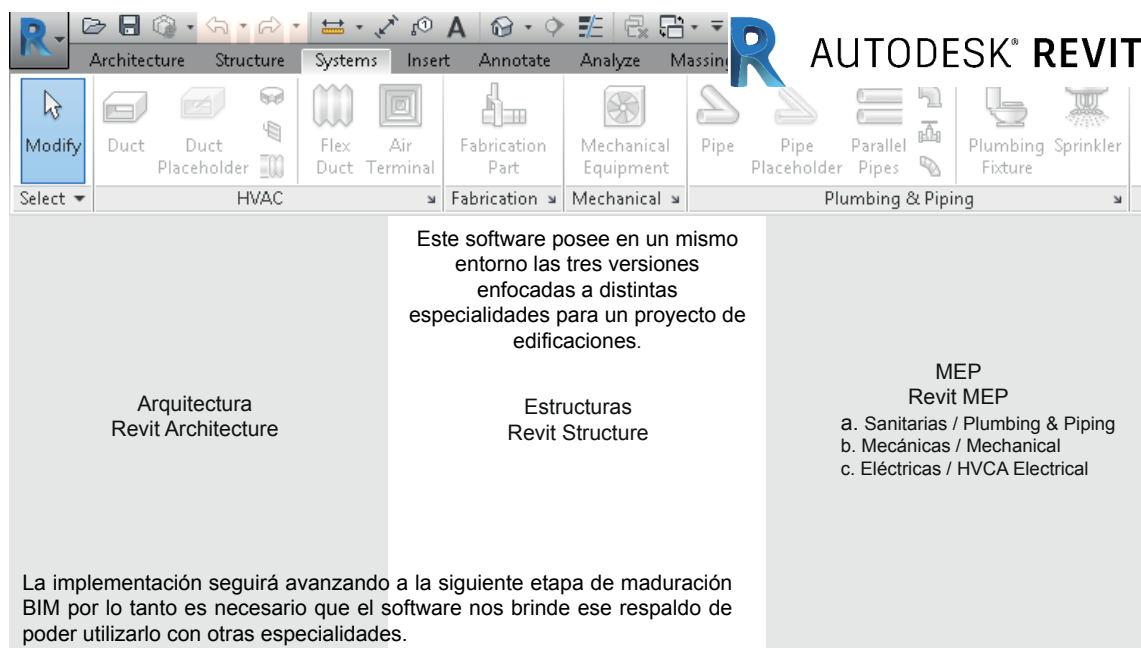 Architecture Structure Systems Insert Annotate Analyze Massing
AUTODESK® REVIT
Modify Duct Duct Placeholder Flex Duct Air Terminal Fabrication Part Mechanical Equipment Pipe Pipe Placeholder Parallel Pipes Plumbing Fixture Sprinkler
Select HVAC Fabrication Mechanical Plumbing & Piping
Este software posee en un mismo
entorno las tres versiones
enfocadas a distintas
especialidades para un proyecto de
edificaciones.
Arquitectura
Revit Architecture
Estructuras
Revit Structure
MEP
Revit MEP
a. Sanitarias / Plumbing & Piping
b. Mecánicas / Mechanical
c. Eléctricas / HVCA Electrical
La implementación seguirá avanzando a la siguiente etapa de maduración
BIM por lo tanto es necesario que el software nos brinde ese respaldo de
poder utilizarlo con otras especialidades.